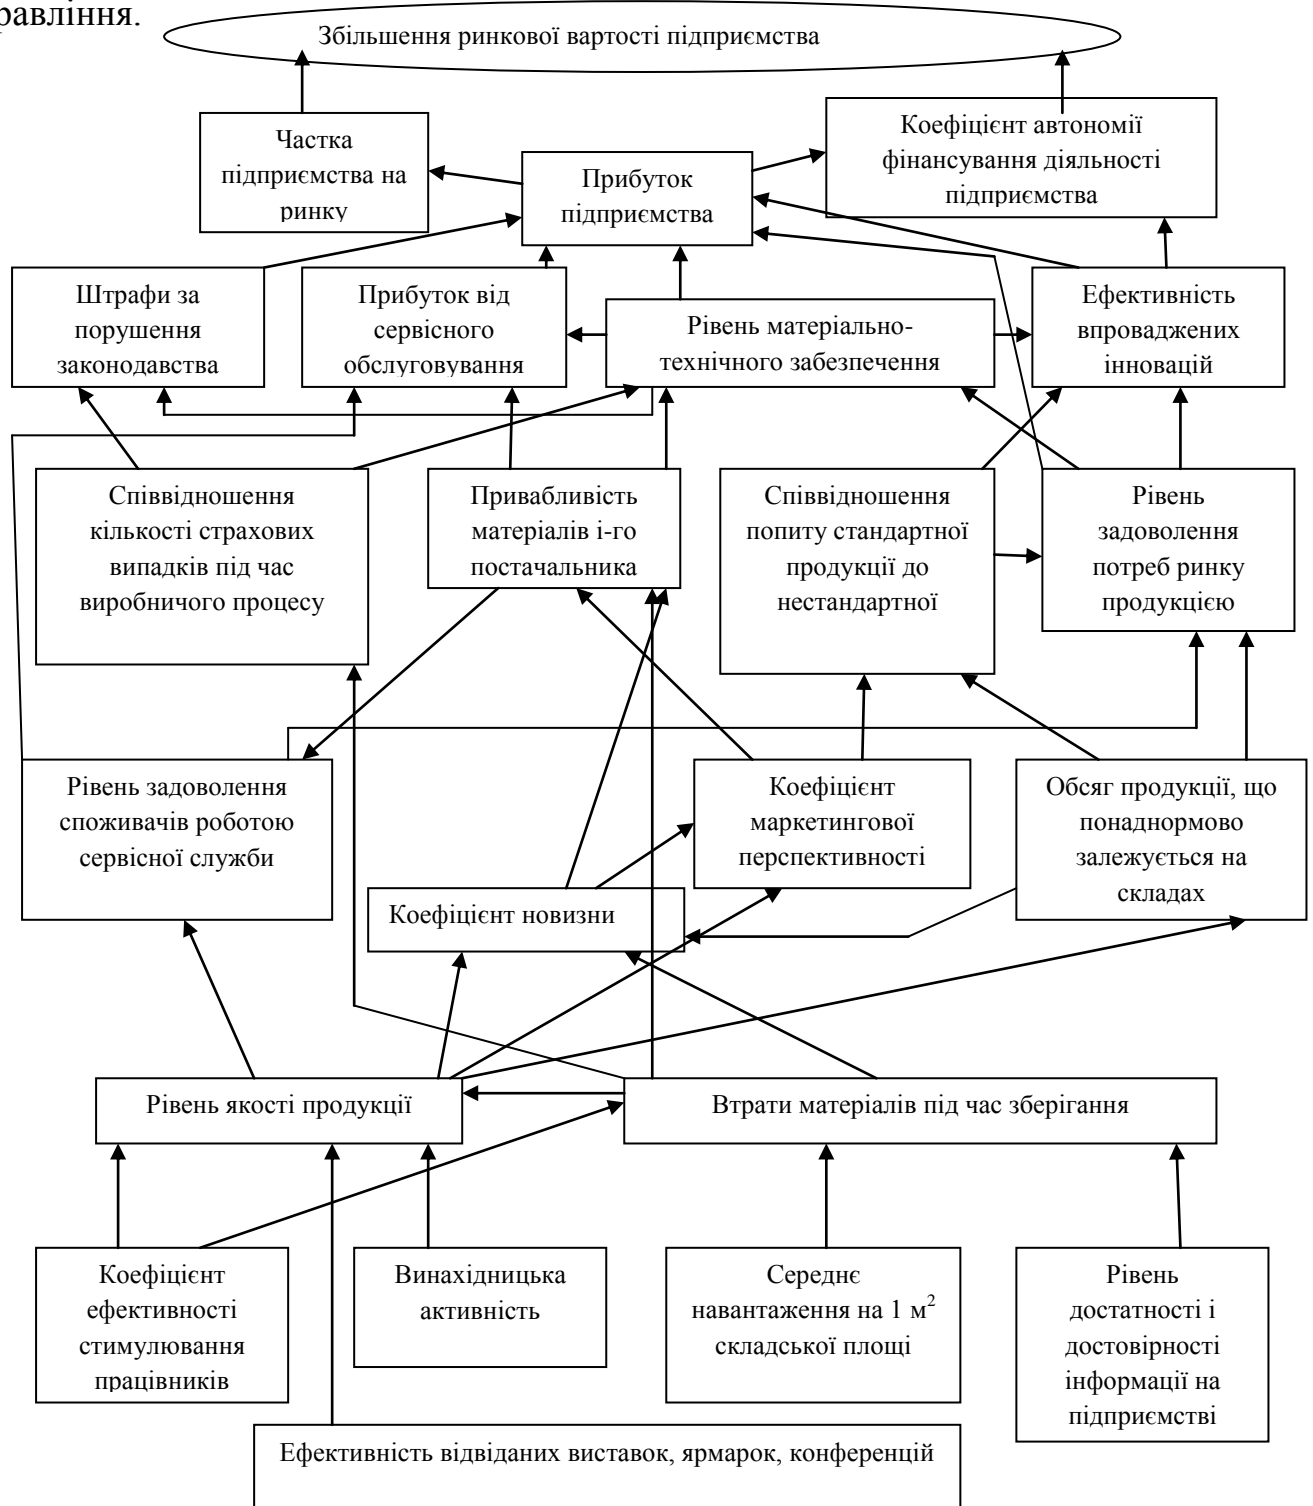 равління.
Збільшення ринкової вартості підприємства
Частка
підприємства на
ринку
Прибуток
підприємства
Коефіцієнт автономії
фінансування діяльності
підприємства
Штрафи за
порушення
законодавства
Прибуток від
сервісного
обслуговування
Рівень матеріально-
технічного забезпечення
Ефективність
впроваджених
інновацій
Співвідношення
кількості страхових
випадків під час
виробничого процесу
Привабливість
матеріалів і-го
постачальника
Співвідношення
попиту стандартної
продукції до
нестандартної
Рівень
задоволення
потреб ринку
продукцією
Рівень задоволення
споживачів роботою
сервісної служби
Коефіцієнт
маркетингової
перспективності
Обсяг продукції, що
понаднормово
залежується на
складах
Коефіцієнт новизни
Рівень якості продукції
Втрати матеріалів під час зберігання
Коефіцієнт
ефективності
стимулювання
працівників
Винахідницька
активність
Середнє
навантаження на 1 м²
складської площі
Рівень
достатності і
достовірності
інформації на
підприємстві
Ефективність відвіданих виставок, ярмарок, конференцій